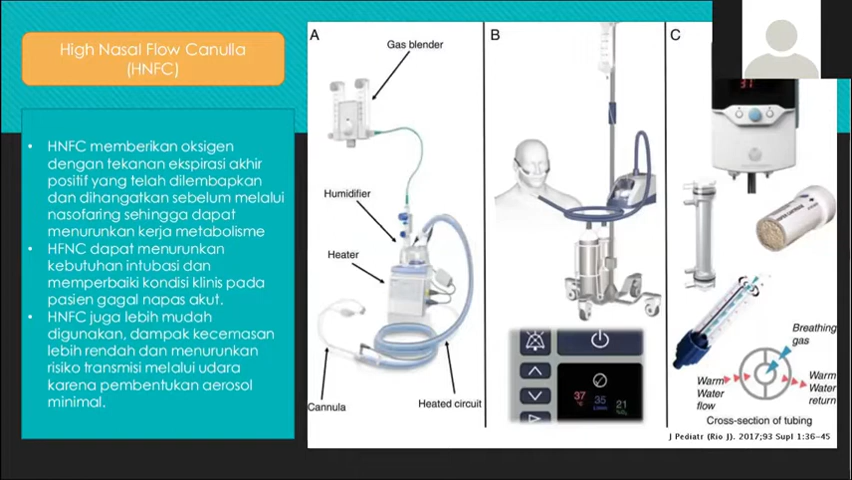 High Nasal Flow Canulla
(HNFC)
• HNFC memberikan oksigen
dengan tekanan ekspirasi akhir
positif yang telah dilembapkan
dan dihangatkan sebelum melalui
nasofaring sehingga dapat
menurunkan kerja metabolisme
• HFNC dapat menurunkan
kebutuhan intubasi dan
memperbaiki kondisi klinis pada
pasien gagal napas akut.
• HNFC juga lebih mudah
digunakan, dampak kecemasan
lebih rendah dan menurunkan
risiko transmisi melalui udara
karena pembentukan aerosol
minimal.
A
Gas blender
Humidifier
Heater
Cannula
Heated circuit
B
37
35
21
C
37
Breathing
gas
Warm
Water
flow
Warm
Water
return
Cross-section of tubing
J Pediatr (Rio J). 2017;93 Supl 1:36-45